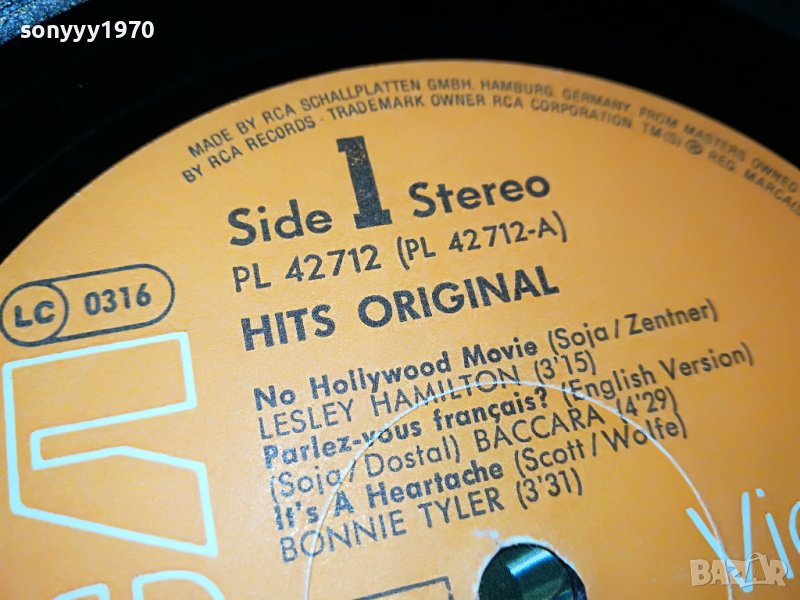 sonyyy1970
MADE BY RCA SCHALLPLATTEN GMBH, HAMBURG, GERMANY, FROM MASTERS OWNED
BY RCA RECORDS · TRADEMARK OWNER RCA CORPORATION. TM(S) ® REG. MARCA(S)
Side 1 Stereo
PL 42712 (PL 42712-A)
LC 0316
HITS ORIGINAL
No Hollywood Movie (Soja/Zentner)
LESLEY HAMILTON (3'15)
Parlez-vous français? (English Version)
(Soja/Dostal) BACCARA (4'29)
It's A Heartache (Scott/Wolfe)
BONNIE TYLER (3'31)
Vic
BAZAR